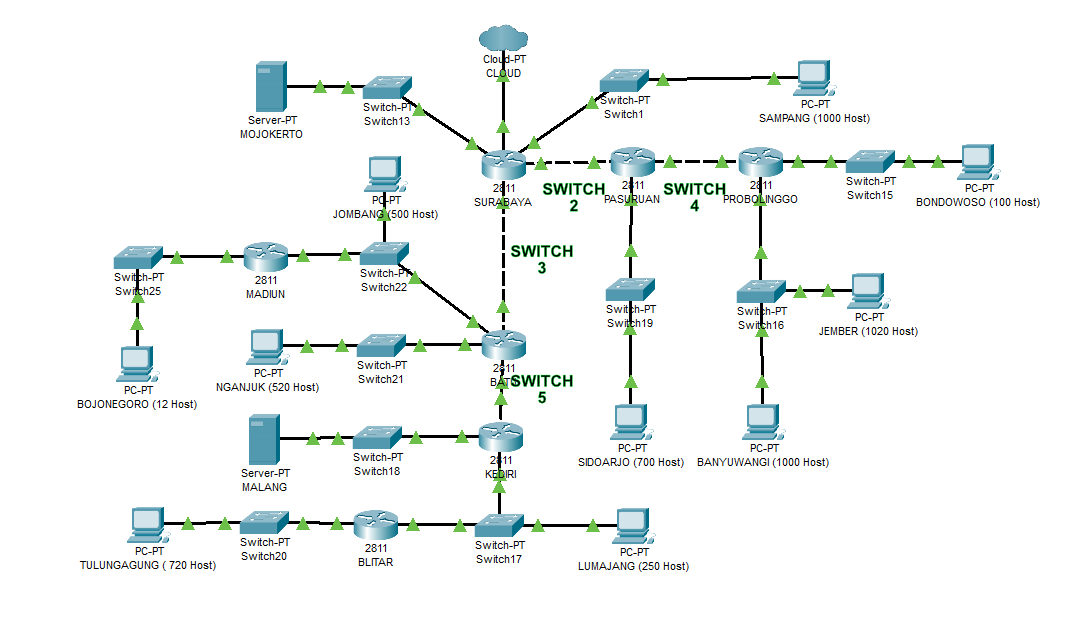 Cloud-PT
CLOUD
Server-PT
MOJOKERTO
Switch-PT
Switch13
Switch-PT
Switch1
PC-PT
SAMPANG (1000 Host)
2811
SURABAYA
SWITCH
2
2811
PASURUAN
SWITCH
4
2811
PROBOLINGGO
Switch-PT
Switch15
PC-PT
BONDOWOSO (100 Host)
PC-PT
JOMBANG (500 Host)
SWITCH
3
Switch-PT
Switch25
2811
MADIUN
Switch-PT
Switch22
Switch-PT
Switch19
Switch-PT
Switch16
PC-PT
JEMBER (1020 Host)
PC-PT
BOJONEGORO (12 Host)
PC-PT
NGANJUK (520 Host)
Switch-PT
Switch21
2811
BATU
SWITCH
5
Server-PT
MALANG
Switch-PT
Switch18
2811
KEDIRI
PC-PT
SIDOARJO (700 Host)
PC-PT
BANYUWANGI (1000 Host)
PC-PT
TULUNGAGUNG ( 720 Host)
Switch-PT
Switch20
2811
BLITAR
Switch-PT
Switch17
PC-PT
LUMAJANG (250 Host)